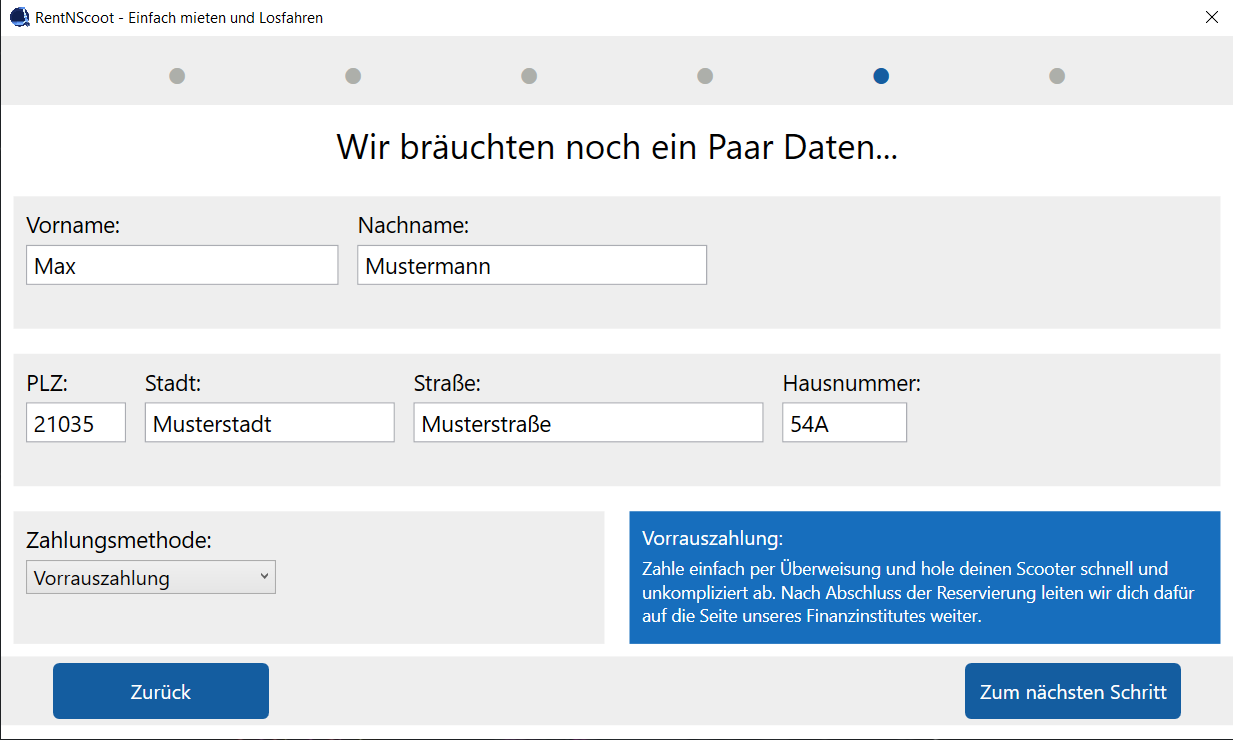 RentNScoot - Einfach mieten und Losfahren
Wir bräuchten noch ein Paar Daten...
Vorname: Nachname:
Max Mustermann
PLZ: Stadt: Straße: Hausnummer:
21035 Musterstadt Musterstraße 54A
Zahlungsmethode:
Vorrauszahlung
Vorrauszahlung:
Zahle einfach per Überweisung und hole deinen Scooter schnell und
unkompliziert ab. Nach Abschluss der Reservierung leiten wir dich dafür
auf die Seite unseres Finanzinstitutes weiter.
Zurück Zum nächsten Schritt